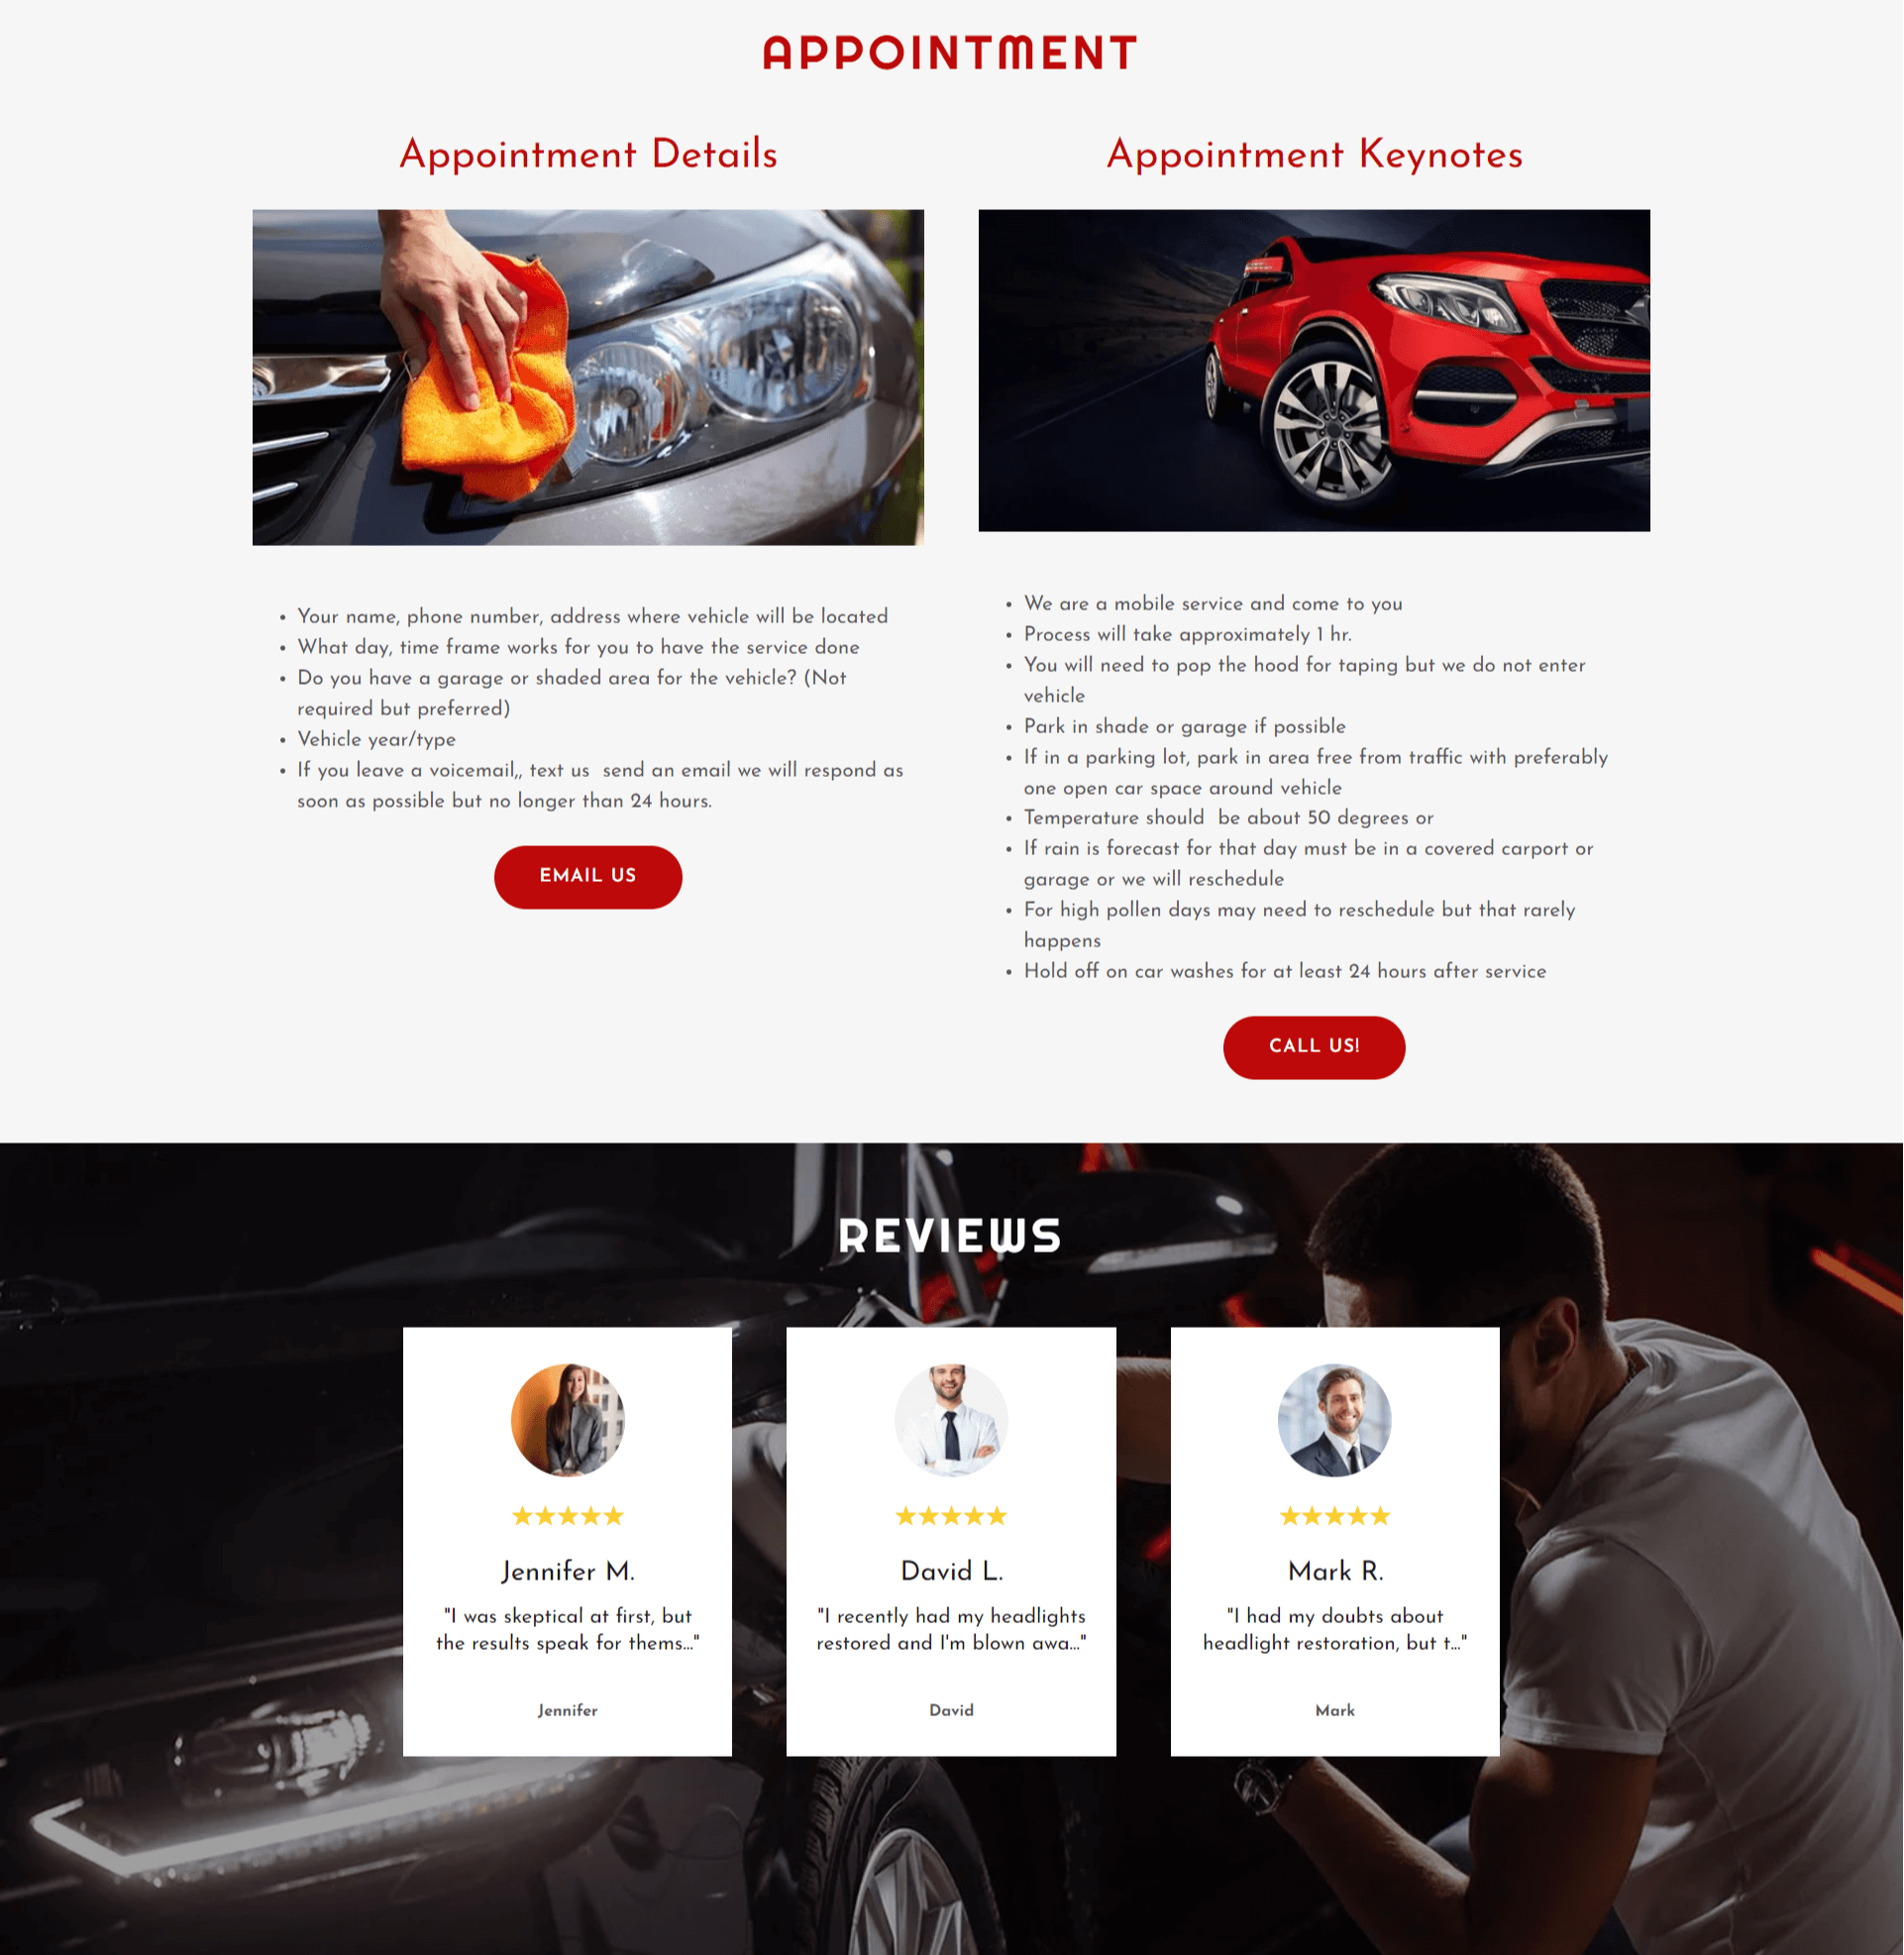 APPOINTMENT
Appointment Details
Your name, phone number, address where vehicle will be located
What day, time frame works for you to have the service done
Do you have a garage or shaded area for the vehicle? (Not
required but preferred)
Vehicle year/type
If you leave a voicemail,, text us  send an email we will respond as
soon as possible but no longer than 24 hours.
EMAIL US
Appointment Keynotes
We are a mobile service and come to you
Process will take approximately 1 hr.
You will need to pop the hood for taping but we do not enter
vehicle
Park in shade or garage if possible
If in a parking lot, park in area free from traffic with preferably
one open car space around vehicle
Temperature should  be about 50 degrees or
If rain is forecast for that day must be in a covered carport or
garage or we will reschedule
For high pollen days may need to reschedule but that rarely
happens
Hold off on car washes for at least 24 hours after service
CALL US!
REVIEWS
Jennifer M.
"I was skeptical at first, but
the results speak for thems..."
Jennifer
David L.
"I recently had my headlights
restored and I'm blown awa..."
David
Mark R.
"I had my doubts about
headlight restoration, but t..."
Mark